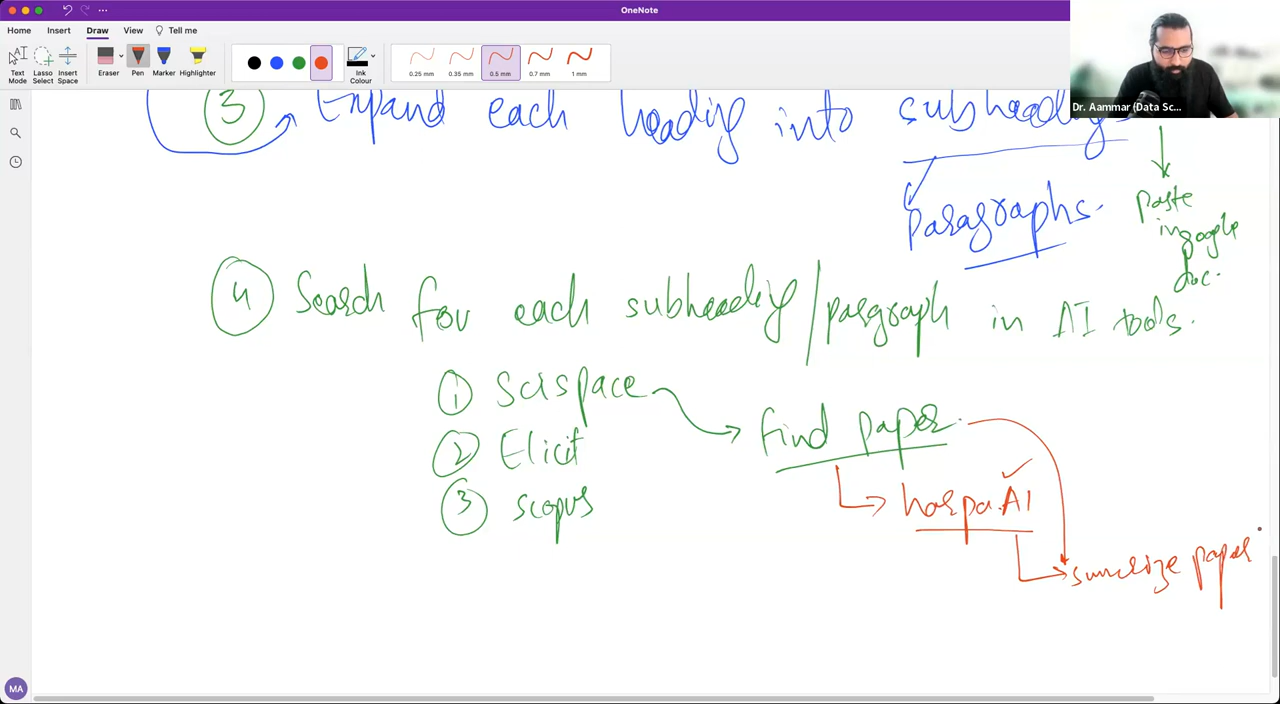 OneNote
Home Insert Draw View Tell me
Text Mode
Lasso Select
Insert Space
Eraser
Pen
Marker
Highlighter
Ink Colour
0.25 mm
0.35 mm
0.5 mm
0.7 mm
1 mm
Dr. Aammar (Data Sc...
3 Expand each heading into subheadings
Paragraphs.
Paste
in google
doc.
4 Search for each subheading/pargraph in AI tools.
1 Scispace
Find paper
2 Elicit
3 scopus
harpa.AI
sumrize paper
MA